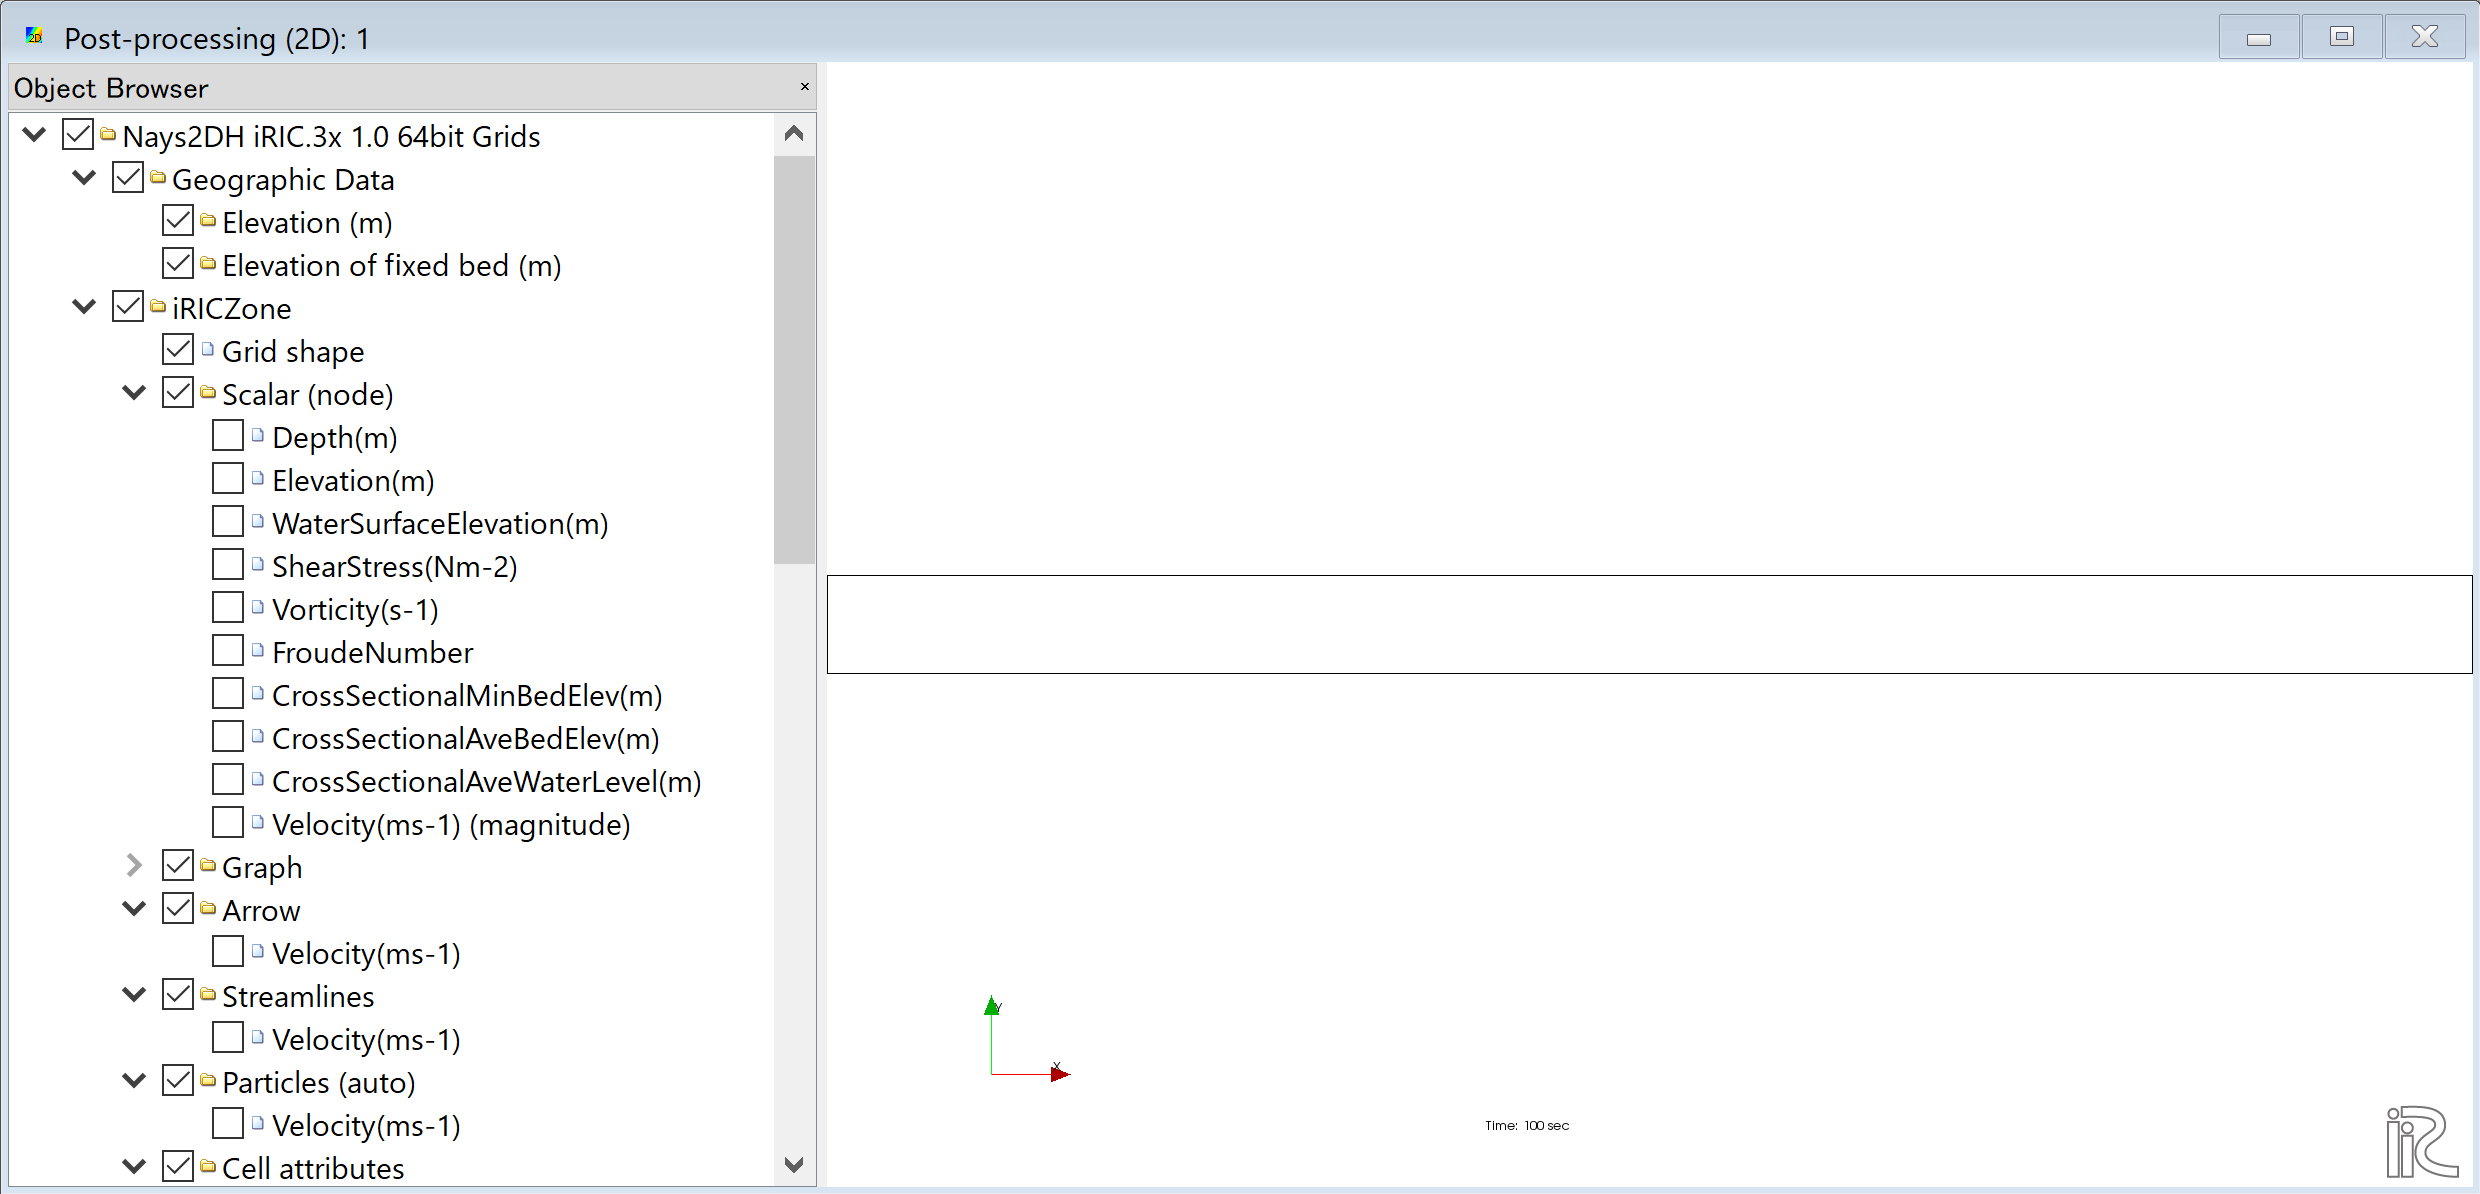 Post-processing (2D): 1
Object Browser
Nays2DH iRIC.3x 1.0 64bit Grids
Geographic Data
Elevation (m)
Elevation of fixed bed (m)
iRICZone
Grid shape
Scalar (node)
Depth(m)
Elevation(m)
WaterSurfaceElevation(m)
ShearStress(Nm-2)
Vorticity(s-1)
FroudeNumber
CrossSectionalMinBedElev(m)
CrossSectionalAveBedElev(m)
CrossSectionalAveWaterLevel(m)
Velocity(ms-1) (magnitude)
Graph
Arrow
Velocity(ms-1)
Streamlines
Velocity(ms-1)
Particles (auto)
Velocity(ms-1)
Cell attributes
Y
X
Time: 100 sec
iRIC